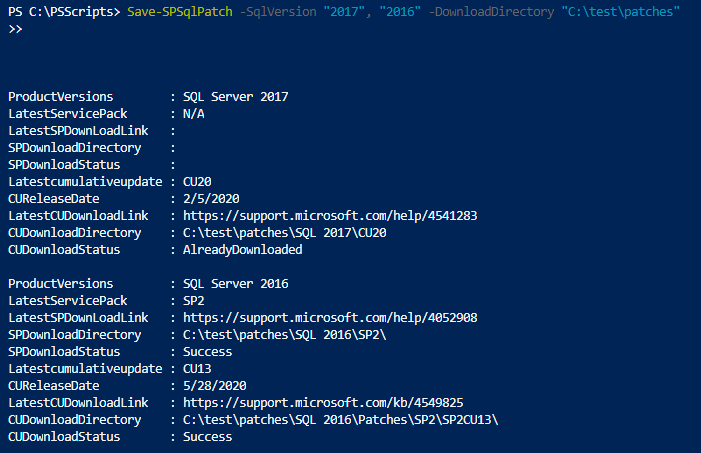 PS C:\PSScripts> Save-SPSqlPatch -SqlVersion "2017", "2016" -DownloadDirectory "C:\test\patches"
>>
ProductVersions        : SQL Server 2017
LatestServicePack      : N/A
LatestSPDownLoadLink   :
SPDownloadDirectory    :
SPDownloadStatus       :
Latestcumulativeupdate : CU20
CUReleaseDate          : 2/5/2020
LatestCUDownloadLink   : https://support.microsoft.com/help/4541283
CUDownloadDirectory    : C:\test\patches\SQL 2017\CU20
CUDownloadStatus       : AlreadyDownloaded
ProductVersions        : SQL Server 2016
LatestServicePack      : SP2
LatestSPDownLoadLink   : https://support.microsoft.com/help/4052908
SPDownloadDirectory    : C:\test\patches\SQL 2016\SP2\
SPDownloadStatus       : Success
Latestcumulativeupdate : CU13
CUReleaseDate          : 5/28/2020
LatestCUDownloadLink   : https://support.microsoft.com/kb/4549825
CUDownloadDirectory    : C:\test\patches\SQL 2016\Patches\SP2\SP2CU13\
CUDownloadStatus       : Success